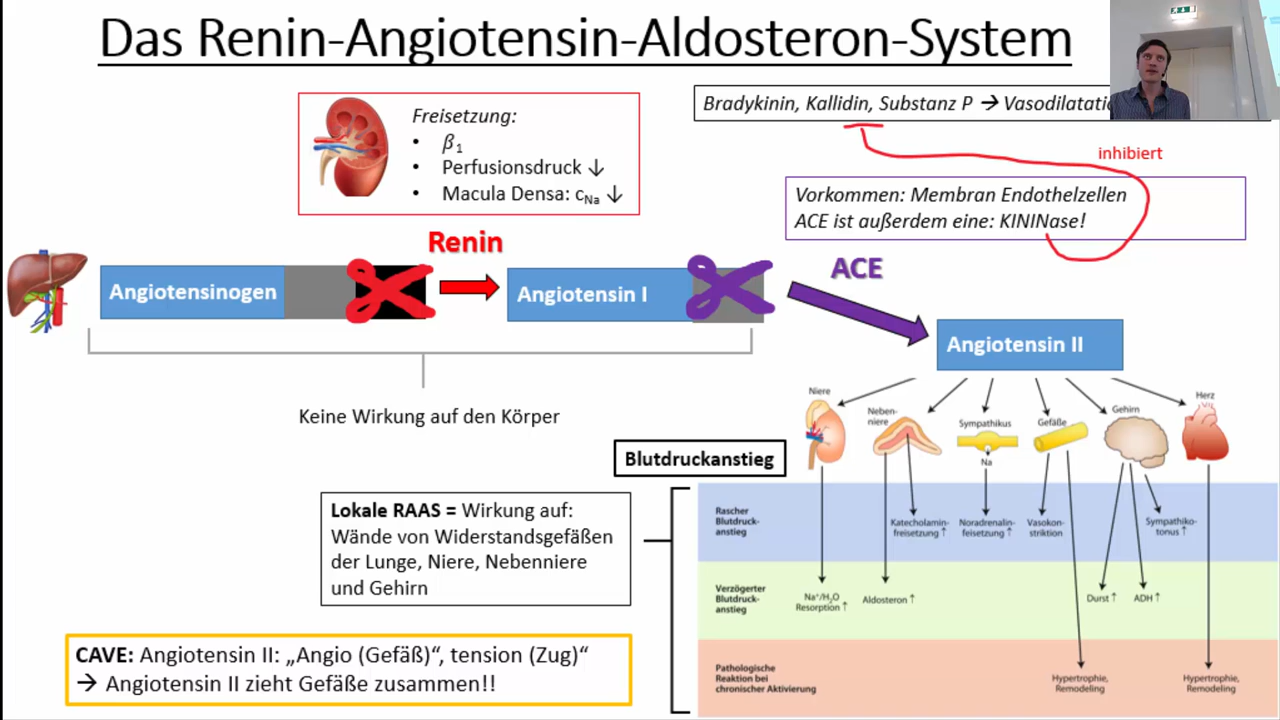 Das Renin-Angiotensin-Aldosteron-System
Freisetzung:
• β1
• Perfusionsdruck ↓
• Macula Densa: cNa ↓
Bradykinin, Kallidin, Substanz P → Vasodilatati
inhibiert
Vorkommen: Membran Endothelzellen
ACE ist außerdem eine: KININase!
Renin
ACE
Angiotensinogen
Angiotensin I
Angiotensin II
Keine Wirkung auf den Körper
Niere
Neben-
niere
Sympathikus
Na
Gefäße
Gehirn
Herz
Blutdruckanstieg
Lokale RAAS = Wirkung auf:
Wände von Widerstandsgefäßen
der Lunge, Niere, Nebenniere
und Gehirn
Rascher
Blutdruck-
anstieg
Katecholamin-
freisetzung ↑
Noradrenalin-
feisetzung ↑
Vasokon-
striktion
Sympathiko-
tonus ↑
Verzögerter
Blutdruck-
anstieg
Na+/H2O
Resorption ↑
Aldosteron ↑
Durst ↑
ADH ↑
Pathologische
Reaktion bei
chronischer Aktivierung
Hypertrophie,
Remodeling
Hypertrophie,
Remodeling
CAVE: Angiotensin II: „Angio (Gefäß)“, tension (Zug)“
→ Angiotensin II zieht Gefäße zusammen!!